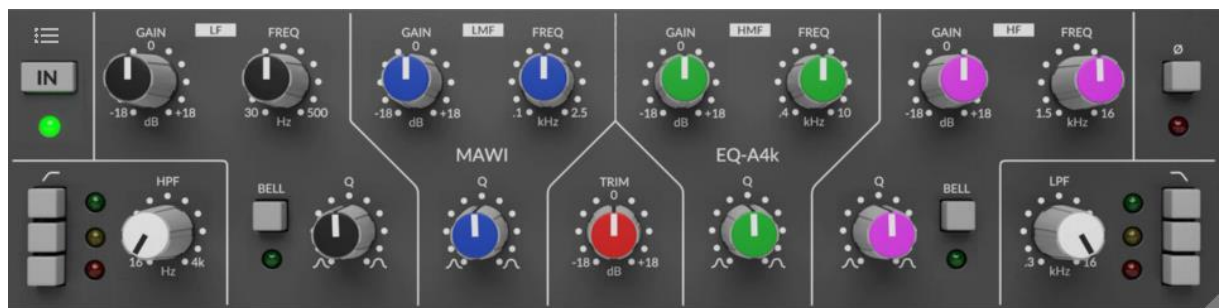 GAIN LF FREQ
0
IN
-18 +18
dB
30 500
Hz
GAIN LMF FREQ
0
-18 +18
dB
.1 2.5
kHz
GAIN HMF FREQ
0
-18 +18
dB
.4 10
kHz
GAIN HF FREQ
0
-18 +18
dB
1.5 16
kHz
Ø
MAWI
EQ-A4k
HPF
16 4k
Hz
BELL
Q
Q
TRIM
0
-18 +18
dB
Q
Q
BELL
LPF
.3 16
kHz